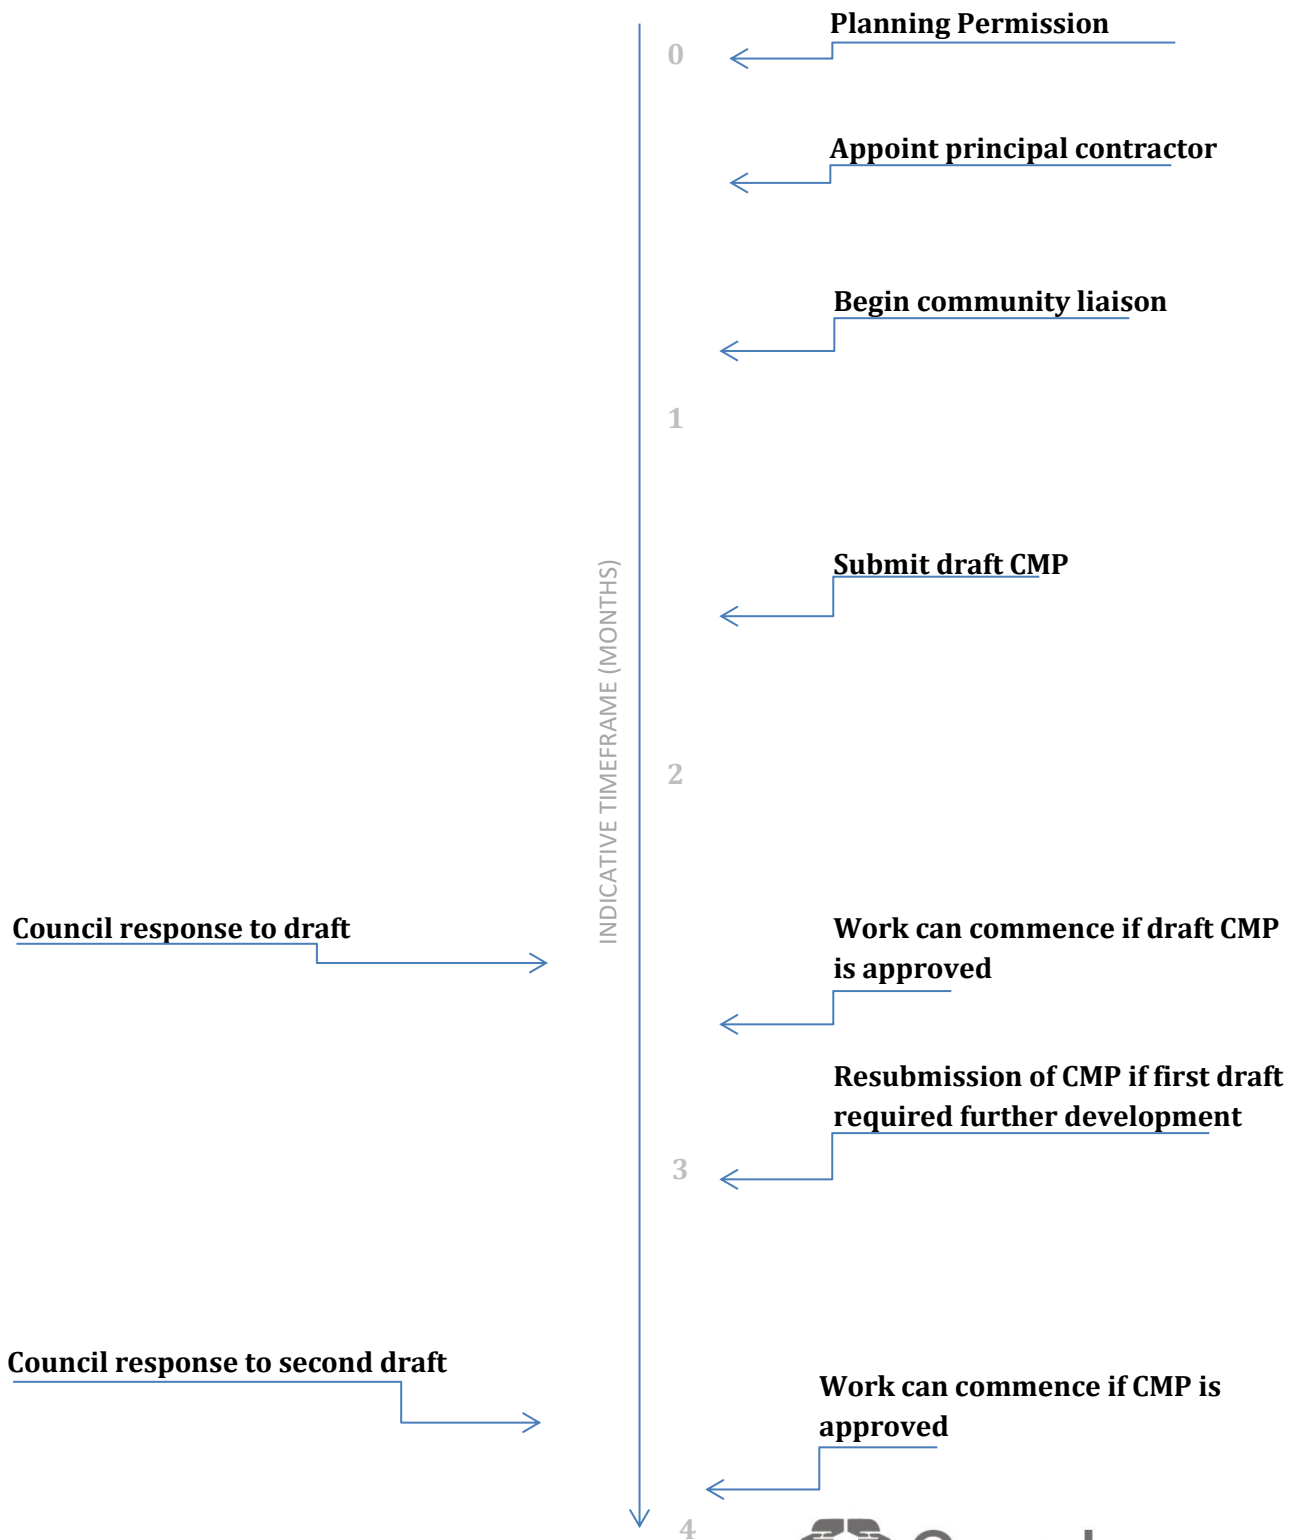 Planning Permission
0
Appoint principal contractor
Begin community liaison
1
Submit draft CMP
INDICATIVE TIMEFRAME (MONTHS)
2
Council response to draft
Work can commence if draft CMP
is approved
Resubmission of CMP if first draft
required further development
3
Council response to second draft
Work can commence if CMP is
approved
4